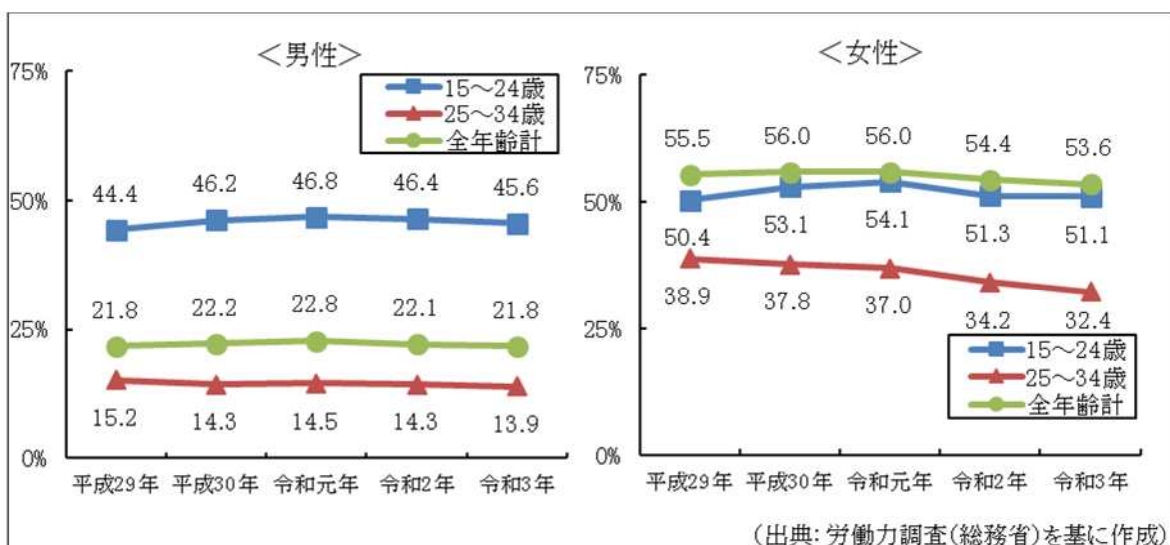 ＜男性＞
75%
50%
25%
0%
15～24歳
25～34歳
全年齢計
44.4 46.2 46.8 46.4 45.6
21.8 22.2 22.8 22.1 21.8
15.2 14.3 14.5 14.3 13.9
平成29年 平成30年 令和元年 令和2年 令和3年
＜女性＞
75%
50%
25%
0%
55.5 56.0 56.0 54.4 53.6
50.4 53.1 54.1 51.3 51.1
38.9 37.8 37.0 34.2 32.4
15～24歳
25～34歳
全年齢計
平成29年 平成30年 令和元年 令和2年 令和3年
(出典: 労働力調査(総務省)を基に作成)